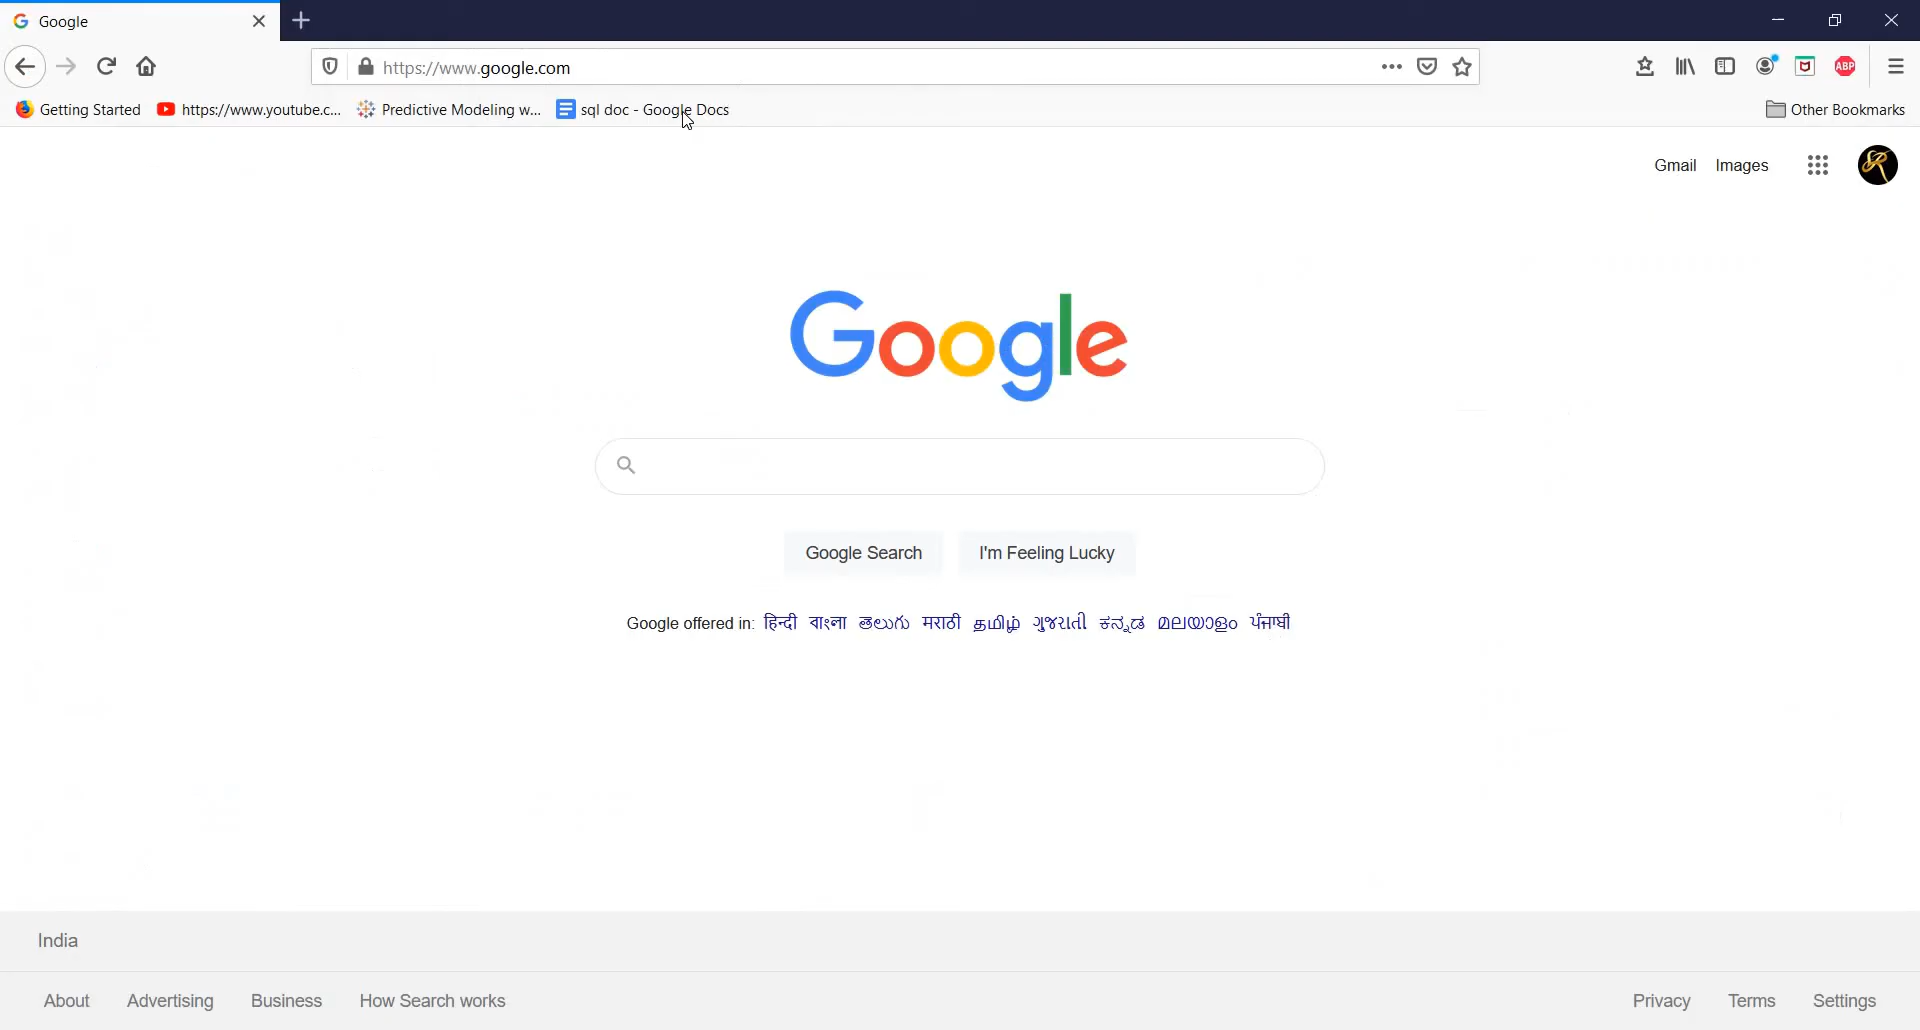 Google
https://www.google.com
Getting Started https://www.youtube.c... Predictive Modeling w... sql doc - Google Docs Other Bookmarks
ABP
Gmail Images
Google
Google Search I'm Feeling Lucky
Google offered in: हिन्दी বাংলা తెలుగు मराठी தமிழ் ગુજરાતી ಕನ್ನಡ മലയാളം ਪੰਜਾਬੀ
India
About Advertising Business How Search works Privacy Terms Settings